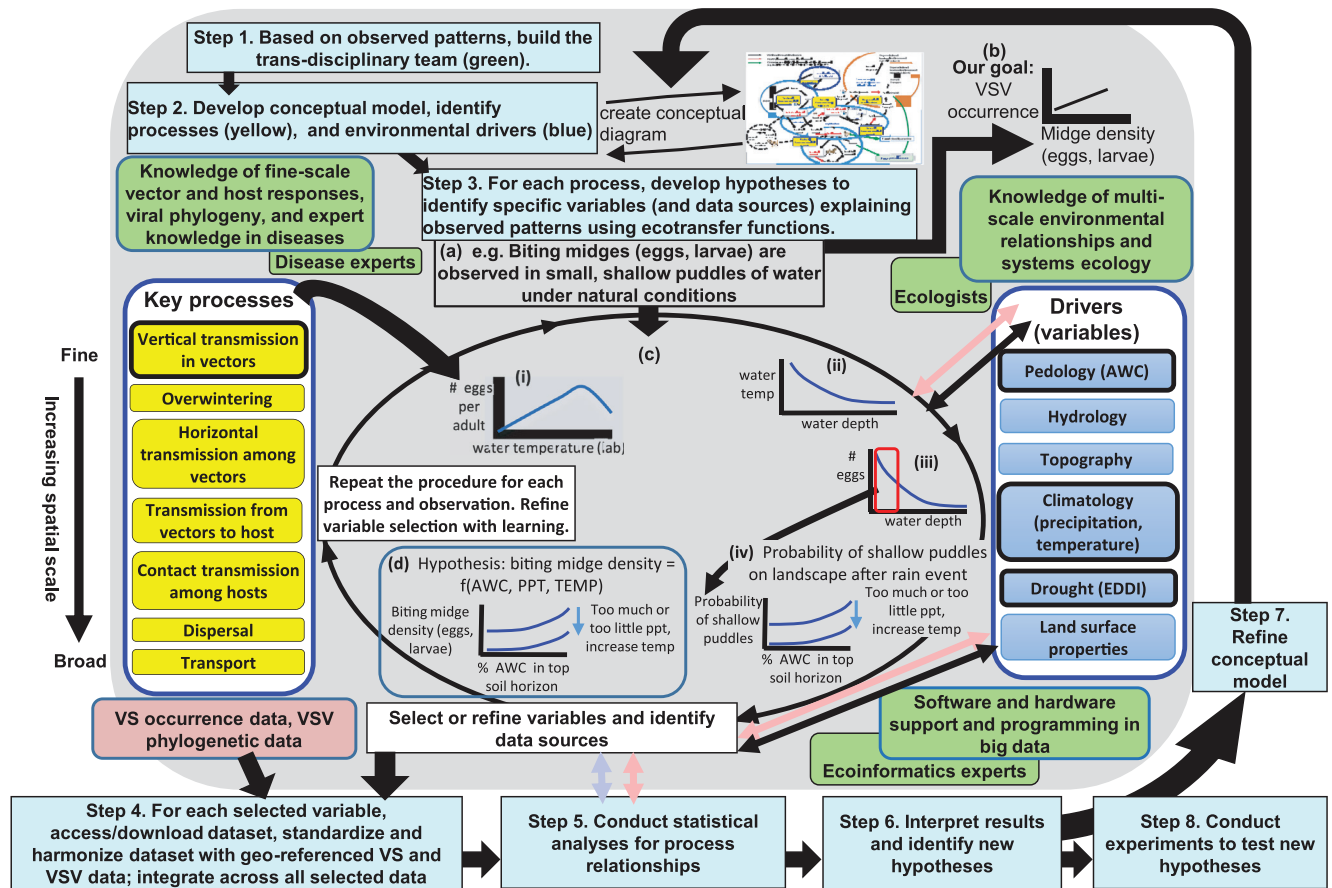 Step 1. Based on observed patterns, build the
trans-disciplinary team (green).
Step 2. Develop conceptual model, identify
processes (yellow),  and environmental drivers (blue)
create conceptual
diagram
(b)
Our goal:
VSV
occurrence
Midge density
(eggs, larvae)
Knowledge of fine-scale
vector and host responses,
viral phylogeny, and expert
knowledge in diseases
Disease experts
Step 3. For each process, develop hypotheses to
identify specific variables (and data sources) explaining
observed patterns using ecotransfer functions.
(a)  e.g. Biting midges (eggs, larvae) are
observed in small, shallow puddles of water
under natural conditions
Knowledge of multi-
scale environmental
relationships and
systems ecology
Ecologists
Fine
Increasing spatial scale
Broad
Key processes
Vertical transmission
in vectors
Overwintering
Horizontal
transmission among
vectors
Transmission from
vectors to host
Contact transmission
among hosts
Dispersal
Transport
(c)
(i)
# eggs
per
adult
water temperature (lab)
(ii)
water
temp
water depth
(iii)
#
eggs
water depth
Repeat the procedure for each
process and observation. Refine
variable selection with learning.
(iv) Probability of shallow puddles
on landscape after rain event
Probability
of shallow
puddles
Too much or too
little ppt,
increase temp
% AWC in top
soil horizon
(d) Hypothesis: biting midge density =
f(AWC, PPT, TEMP)
Biting midge
density (eggs,
larvae)
Too much or
too little ppt,
increase temp
% AWC in top
soil horizon
Drivers
(variables)
Pedology (AWC)
Hydrology
Topography
Climatology
(precipitation,
temperature)
Drought (EDDI)
Land surface
properties
Select or refine variables and identify
data sources
VS occurrence data, VSV
phylogenetic data
Software and hardware
support and programming in
big data
Ecoinformatics experts
Step 4. For each selected variable,
access/download dataset, standardize and
harmonize dataset with geo-referenced VS and
VSV data; integrate across all selected data
Step 5. Conduct statistical
analyses for process
relationships
Step 6. Interpret results
and identify new
hypotheses
Step 7.
Refine
conceptual
model
Step 8. Conduct
experiments to test new
hypotheses